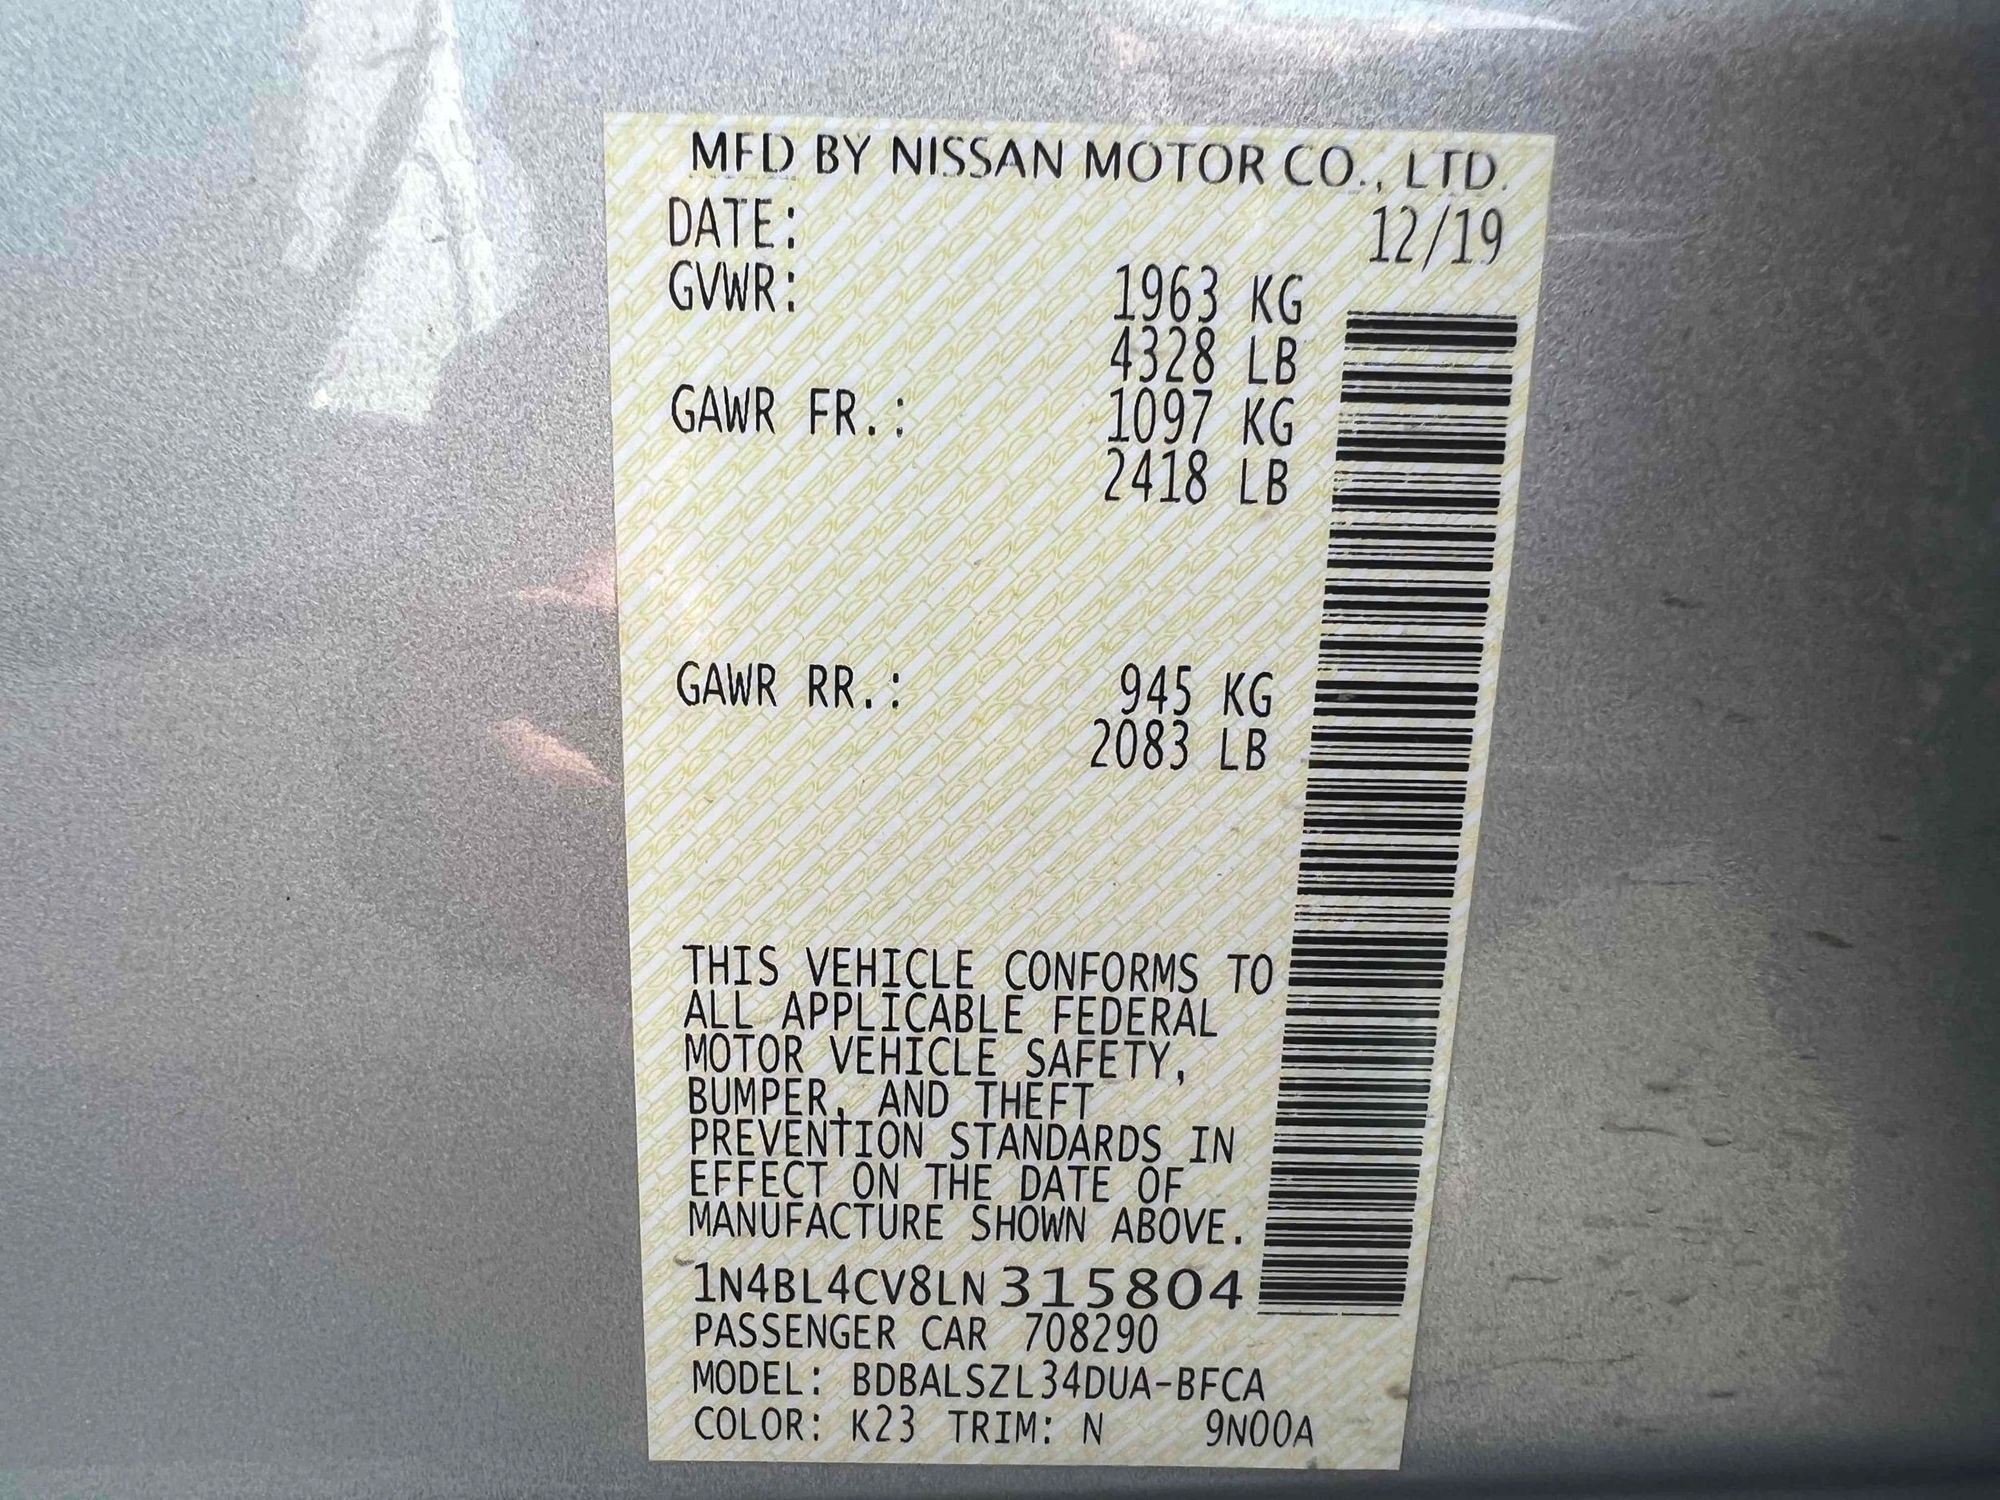 MFD BY NISSAN MOTOR CO., LTD.
DATE: 12/19
GVWR: 1963 KG
4328 LB
GAWR FR.: 1097 KG
2418 LB
GAWR RR.: 945 KG
2083 LB
THIS VEHICLE CONFORMS TO
ALL APPLICABLE FEDERAL
MOTOR VEHICLE SAFETY,
BUMPER, AND THEFT
PREVENTION STANDARDS IN
EFFECT ON THE DATE OF
MANUFACTURE SHOWN ABOVE.
1N4BL4CV8LN 315804
PASSENGER CAR 708290
MODEL: BDBALSZL34DUA-BFCA
COLOR: K23 TRIM: N 9N00A